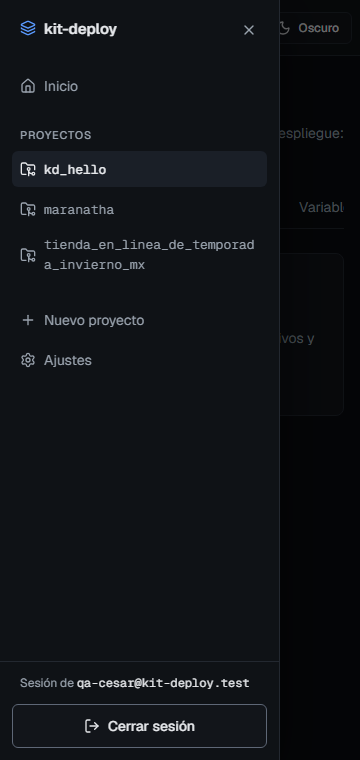 kit-deploy
Oscuro
Inicio
PROYECTOS
espliegue:
kd_hello
maranatha
Variabl
tienda_en_linea_de_temporad
a_invierno_mx
Nuevo proyecto
ivos y
Ajustes
Sesión de qa-cesar@kit-deploy.test
Cerrar sesión